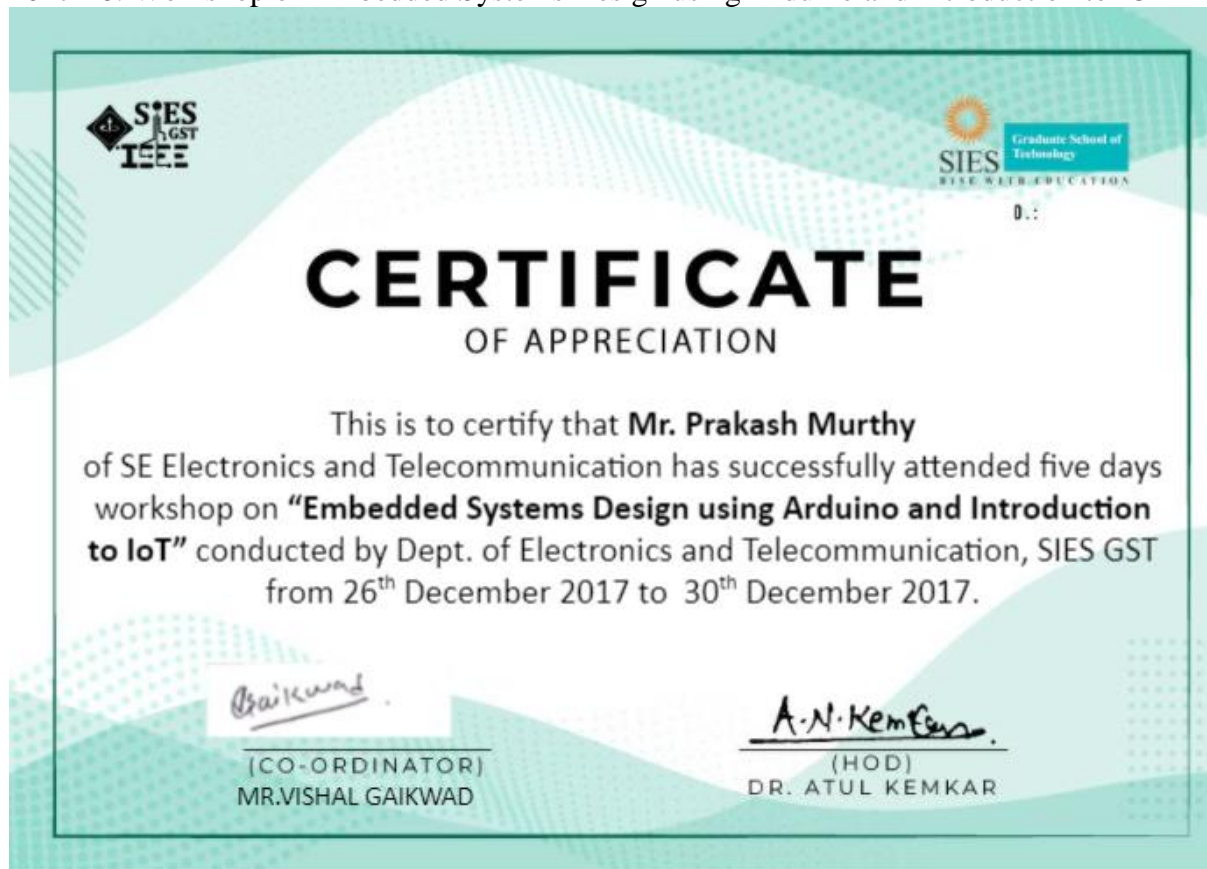 SIES
GST
ISEE
Graduate School of
Technology
SIES
RISE WITH EDUCATION
0.:
CERTIFICATE
OF APPRECIATION
This is to certify that Mr. Prakash Murthy
of SE Electronics and Telecommunication has successfully attended five days
workshop on “Embedded Systems Design using Arduino and Introduction
to IoT” conducted by Dept. of Electronics and Telecommunication, SIES GST
from 26th December 2017 to 30th December 2017.
Gaikwad
A.N.Kemkar
(CO-ORDINATOR)
(HOD)
MR.VISHAL GAIKWAD
DR. ATUL KEMKAR